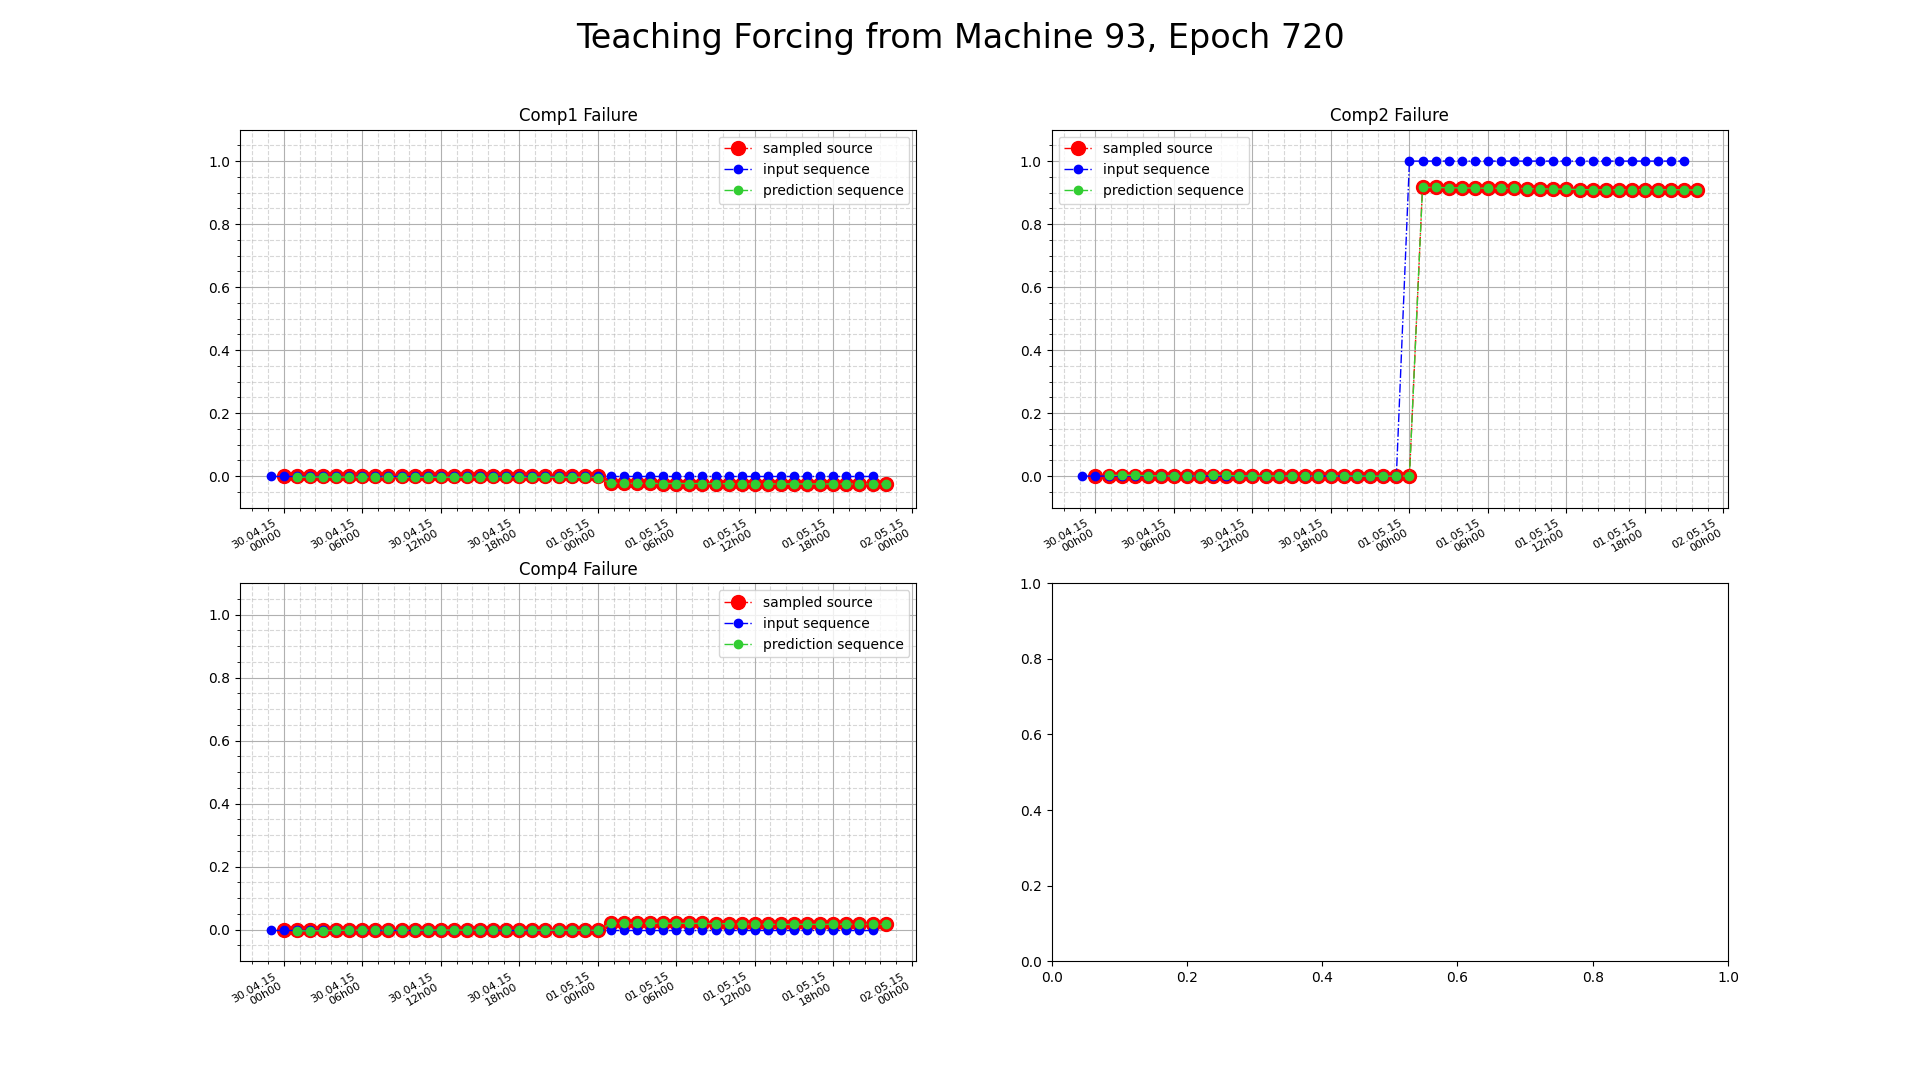 Teaching Forcing from Machine 93, Epoch 720
Comp1 Failure
1.0
0.8
0.6
0.4
0.2
0.0
sampled source
input sequence
prediction sequence
30.04.15
00h00
30.04.15
06h00
30.04.15
12h00
30.04.15
18h00
01.05.15
00h00
01.05.15
06h00
01.05.15
12h00
01.05.15
18h00
02.05.15
00h00
Comp2 Failure
1.0
0.8
0.6
0.4
0.2
0.0
sampled source
input sequence
prediction sequence
30.04.15
00h00
30.04.15
06h00
30.04.15
12h00
30.04.15
18h00
01.05.15
00h00
01.05.15
06h00
01.05.15
12h00
01.05.15
18h00
02.05.15
00h00
Comp4 Failure
1.0
0.8
0.6
0.4
0.2
0.0
sampled source
input sequence
prediction sequence
30.04.15
00h00
30.04.15
06h00
30.04.15
12h00
30.04.15
18h00
01.05.15
00h00
01.05.15
06h00
01.05.15
12h00
01.05.15
18h00
02.05.15
00h00
1.0
0.8
0.6
0.4
0.2
0.0
0.0 0.2 0.4 0.6 0.8 1.0